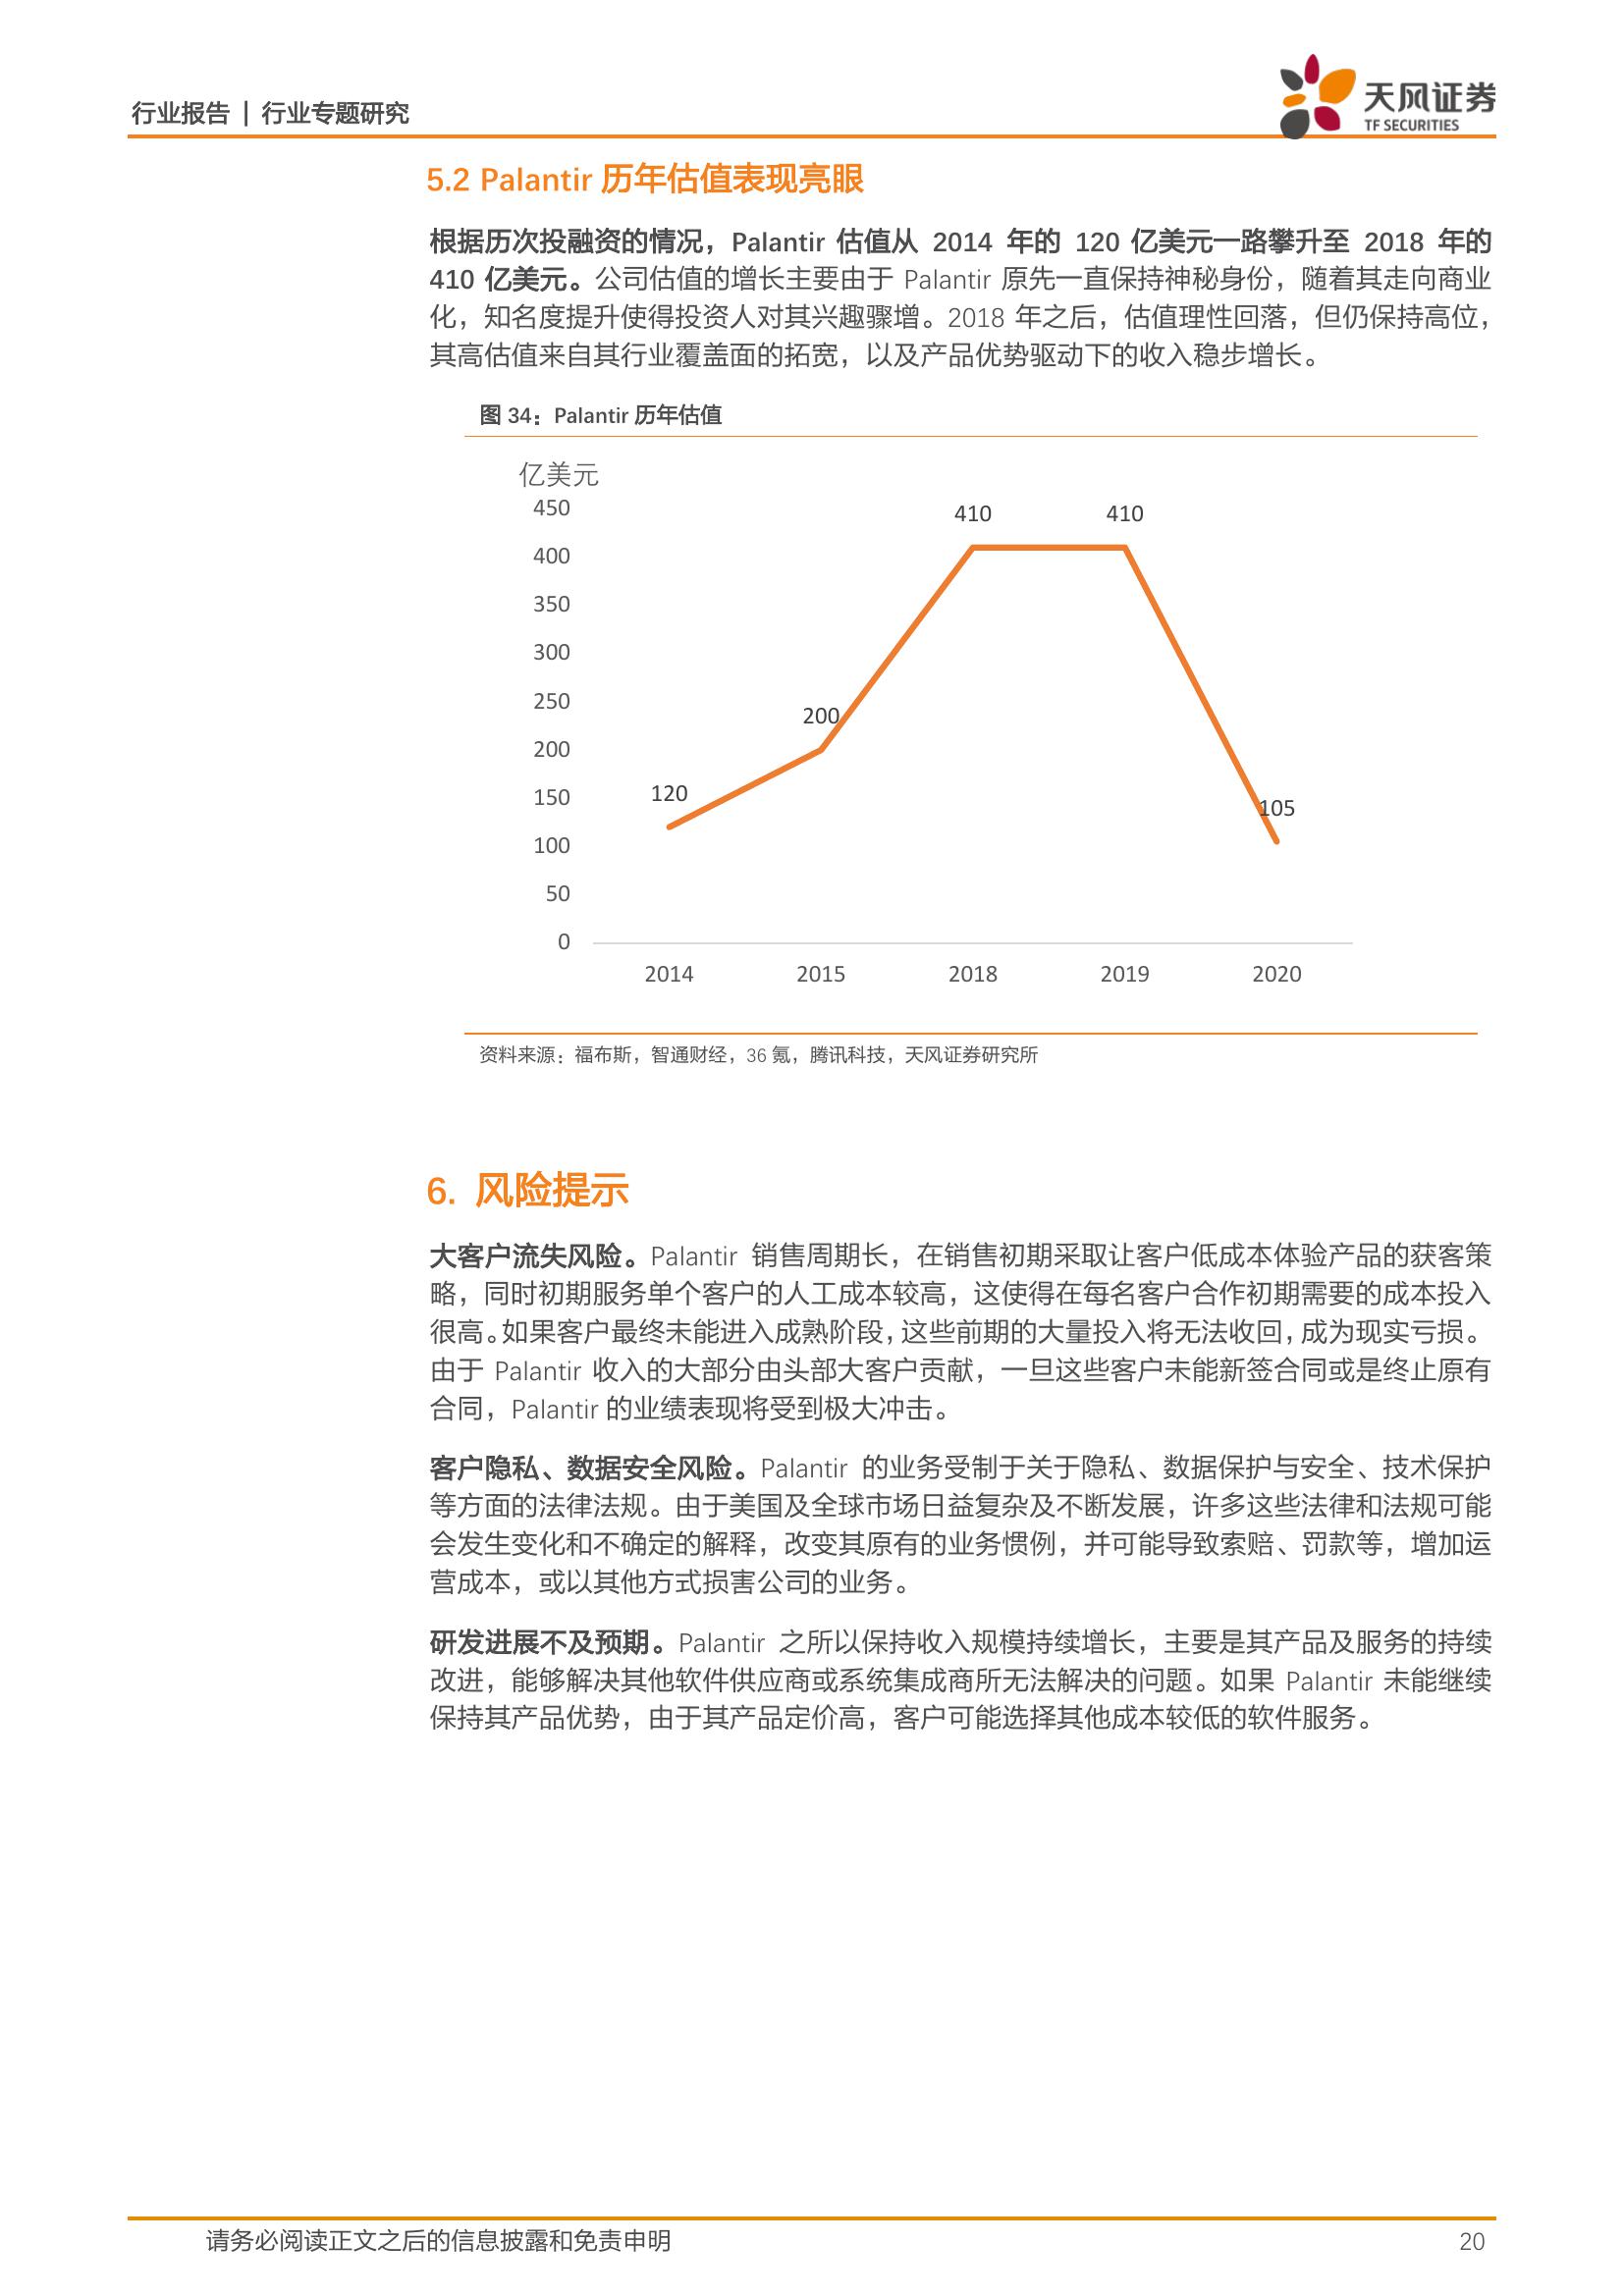 行业报告 | 行业专题研究
天风证券
TF SECURITIES
5.2 Palantir 历年估值表现亮眼
根据历次投融资的情况，Palantir 估值从 2014 年的 120 亿美元一路攀升至 2018 年的
410 亿美元。公司估值的增长主要由于 Palantir 原先一直保持神秘身份，随着其走向商业
化，知名度提升使得投资人对其兴趣骤增。2018 年之后，估值理性回落，但仍保持高位，
其高估值来自其行业覆盖面的拓宽，以及产品优势驱动下的收入稳步增长。
图 34：Palantir 历年估值
亿美元
450
400
350
300
250
200
150
100
50
0
120
200
410
410
105
2014
2015
2018
2019
2020
资料来源：福布斯，智通财经，36 氪，腾讯科技，天风证券研究所
6. 风险提示
大客户流失风险。Palantir 销售周期长，在销售初期采取让客户低成本体验产品的获客策
略，同时初期服务单个客户的人工成本较高，这使得在每名客户合作初期需要的成本投入
很高。如果客户最终未能进入成熟阶段，这些前期的大量投入将无法收回，成为现实亏损。
由于 Palantir 收入的大部分由头部大客户贡献，一旦这些客户未能新签合同或是终止原有
合同，Palantir 的业绩表现将受到极大冲击。
客户隐私、数据安全风险。Palantir 的业务受制于关于隐私、数据保护与安全、技术保护
等方面的法律法规。由于美国及全球市场日益复杂及不断发展，许多这些法律和法规可能
会发生变化和不确定的解释，改变其原有的业务惯例，并可能导致索赔、罚款等，增加运
营成本，或以其他方式损害公司的业务。
研发进展不及预期。Palantir 之所以保持收入规模持续增长，主要是其产品及服务的持续
改进，能够解决其他软件供应商或系统集成商所无法解决的问题。如果 Palantir 未能继续
保持其产品优势，由于其产品定价高，客户可能选择其他成本较低的软件服务。
请务必阅读正文之后的信息披露和免责申明
20